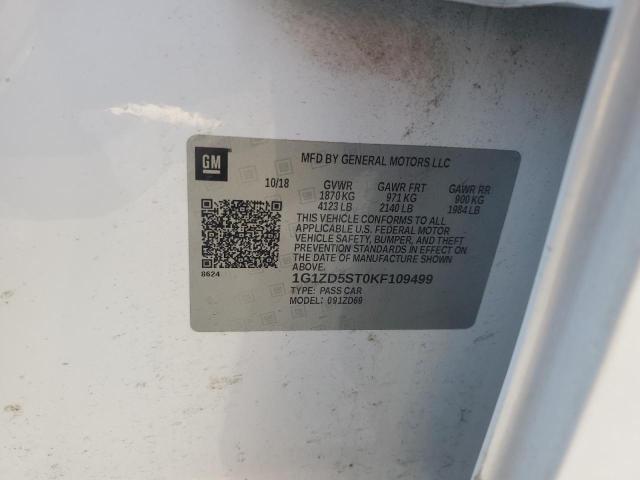 GM
MFD BY GENERAL MOTORS LLC
10/18 GVWR GAWR FRT GAWR RR
1870 KG 971 KG 900 KG
4123 LB 2140 LB 1984 LB
THIS VEHICLE CONFORMS TO ALL
APPLICABLE U.S. FEDERAL MOTOR
VEHICLE SAFETY, BUMPER, AND THEFT
PREVENTION STANDARDS IN EFFECT ON
THE DATE OF MANUFACTURE SHOWN
ABOVE.
8624
1G1ZD5ST0KF109499
TYPE: PASS CAR
MODEL: 091ZD69